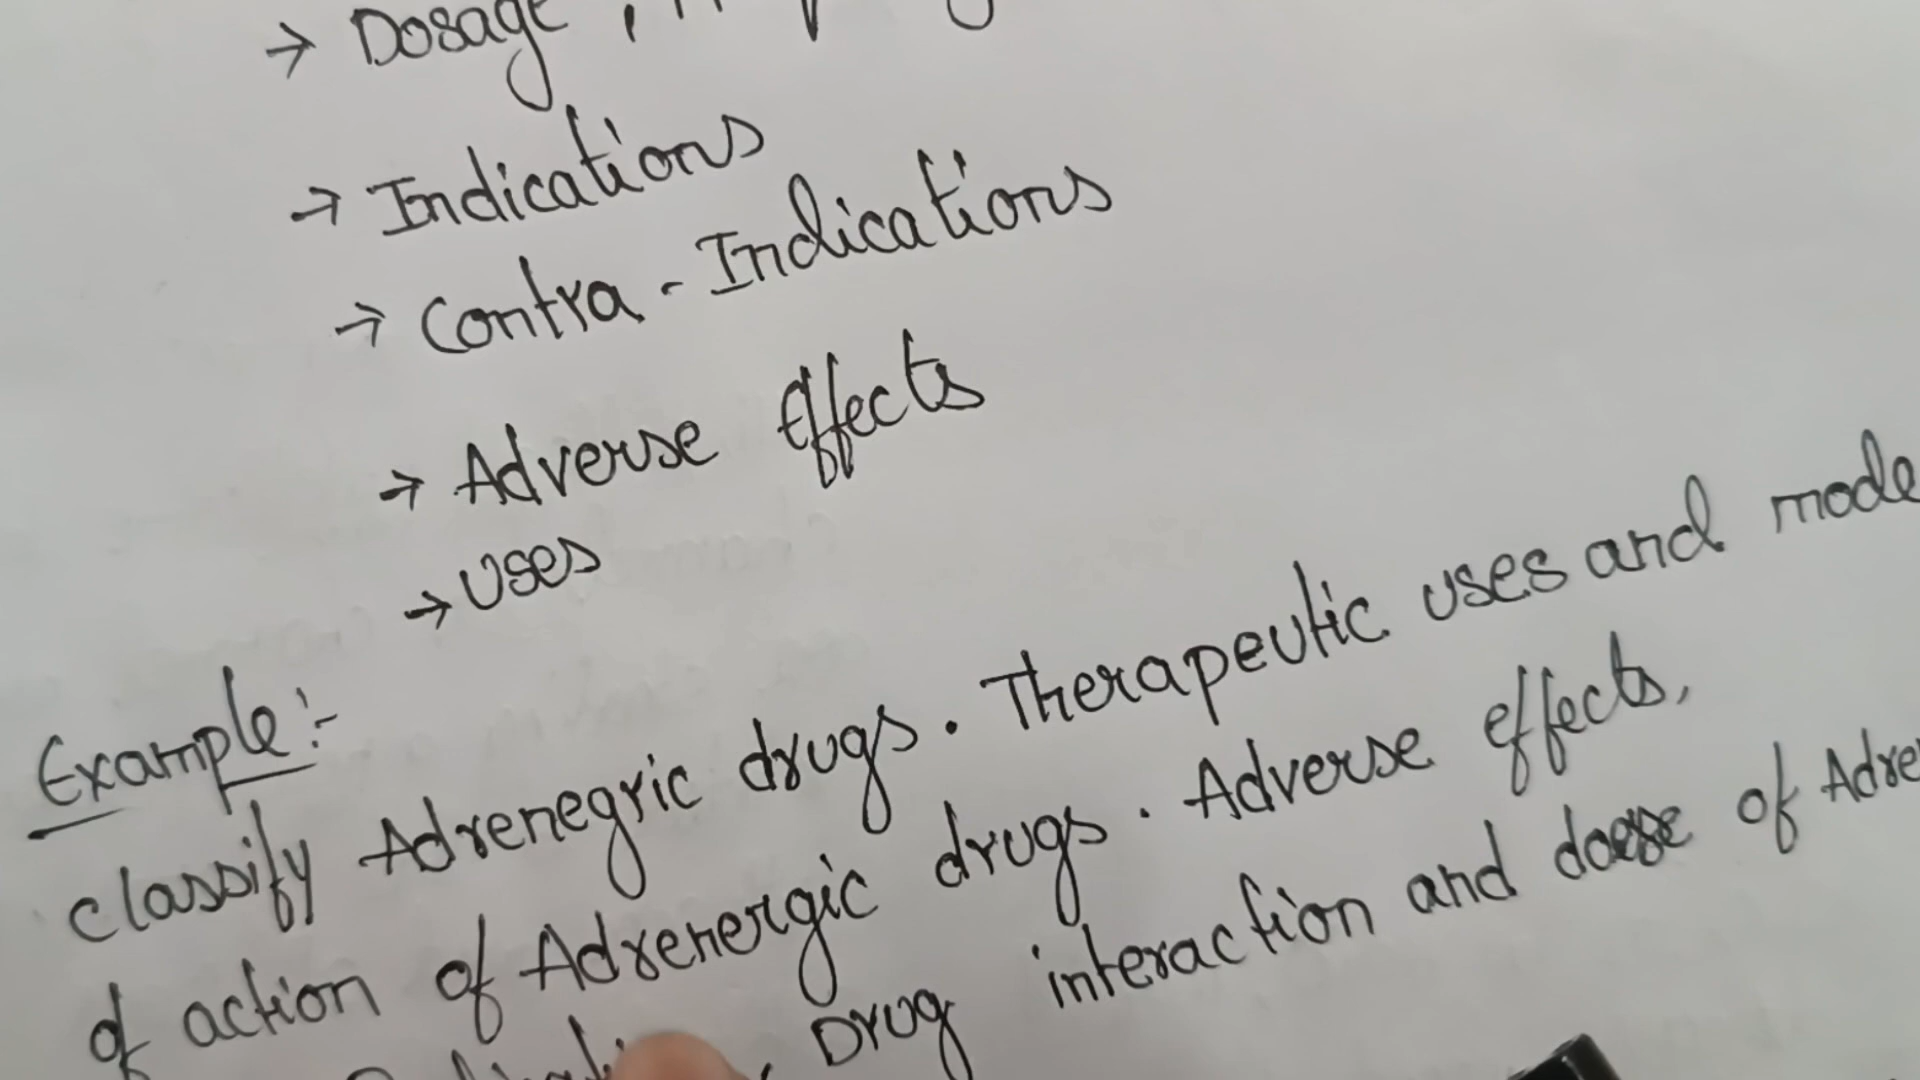 → Dosage,
→ Indications
→ Contra-Indications
→ Adverse Effects
→ Uses
Example:-
classify Adrenegric drugs. Therapeutic uses and mode
of action of Adrenergic drugs. Adverse effects,
Drug interaction and dose of Adre